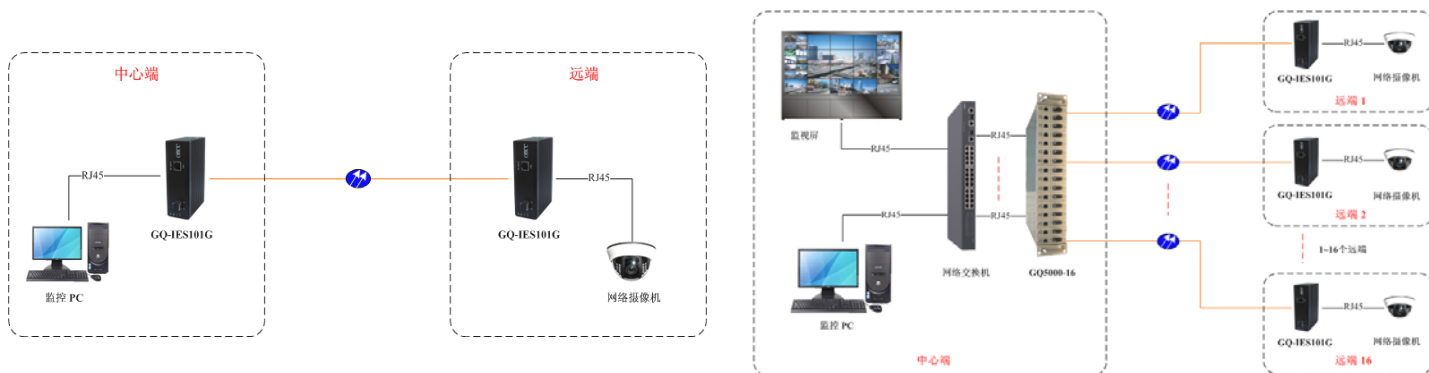 中心端
远端
RJ45
RJ45
GQ-IES101G
GQ-IES101G
监控 PC
网络摄像机
监视屏
RJ45
RJ45
RJ45
RJ45
监控 PC
网络交换机
GQ5000-16
中心端
RJ45
GQ-IES101G
网络摄像机
远端 1
RJ45
GQ-IES101G
网络摄像机
远端 2
1~16个远端
RJ45
GQ-IES101G
网络摄像机
远端 16